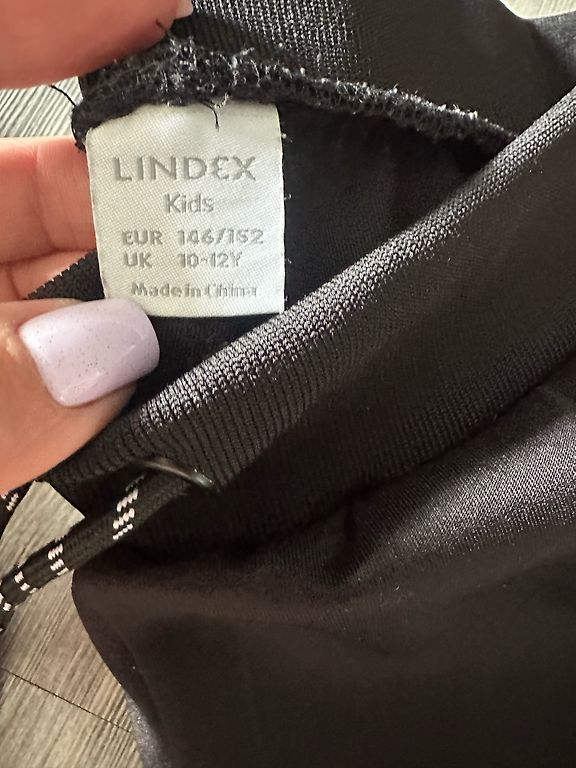 LINDEX
Kids
EUR 146/152
UK 10-12Y
Made in China